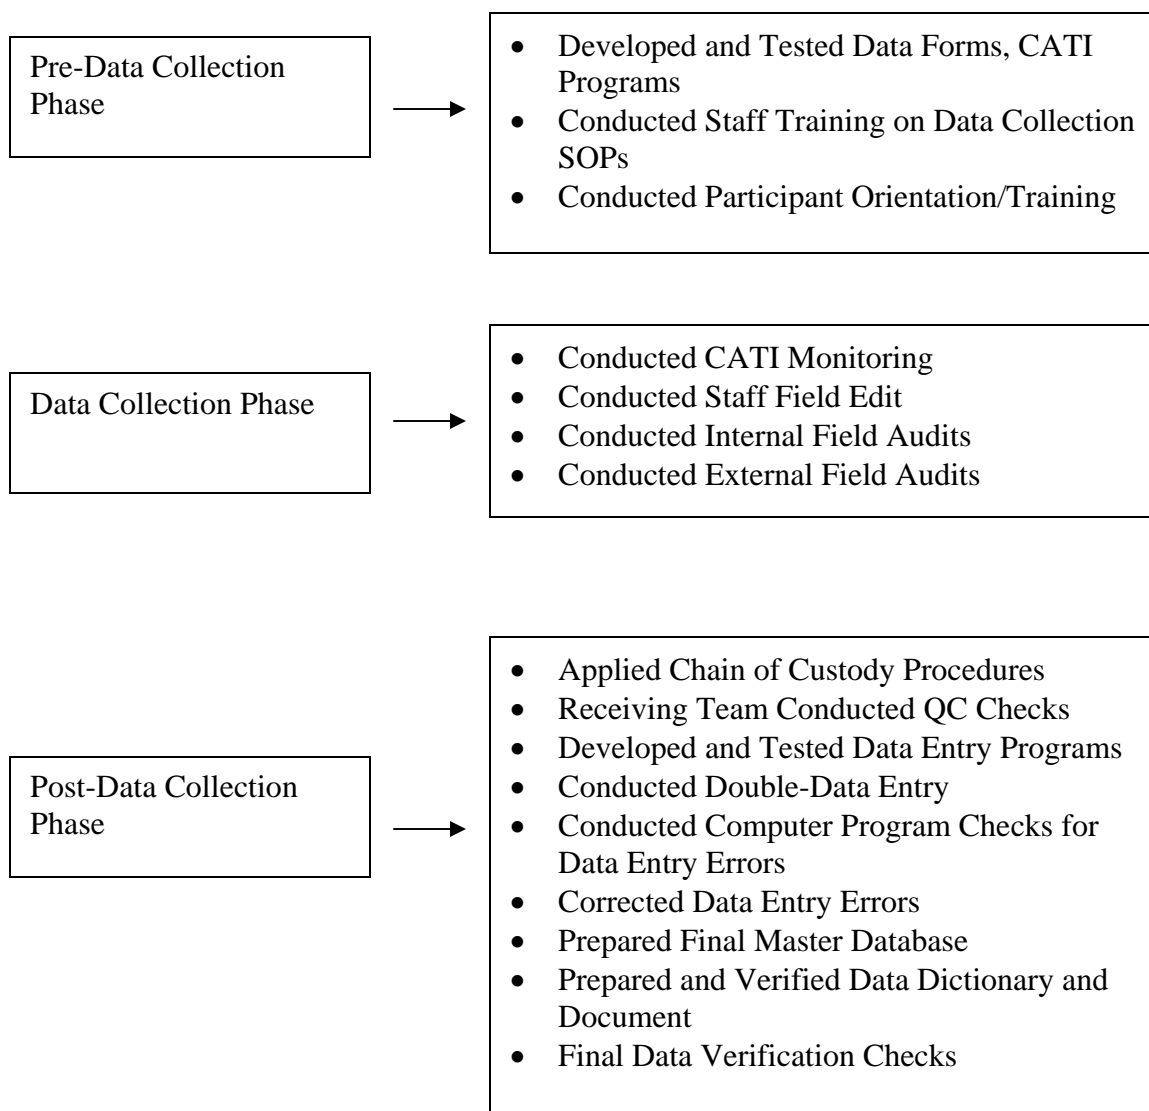 Pre-Data Collection
Phase
• Developed and Tested Data Forms, CATI
Programs
• Conducted Staff Training on Data Collection
SOPs
• Conducted Participant Orientation/Training
Data Collection Phase
• Conducted CATI Monitoring
• Conducted Staff Field Edit
• Conducted Internal Field Audits
• Conducted External Field Audits
Post-Data Collection
Phase
• Applied Chain of Custody Procedures
• Receiving Team Conducted QC Checks
• Developed and Tested Data Entry Programs
• Conducted Double-Data Entry
• Conducted Computer Program Checks for
Data Entry Errors
• Corrected Data Entry Errors
• Prepared Final Master Database
• Prepared and Verified Data Dictionary and
Document
• Final Data Verification Checks